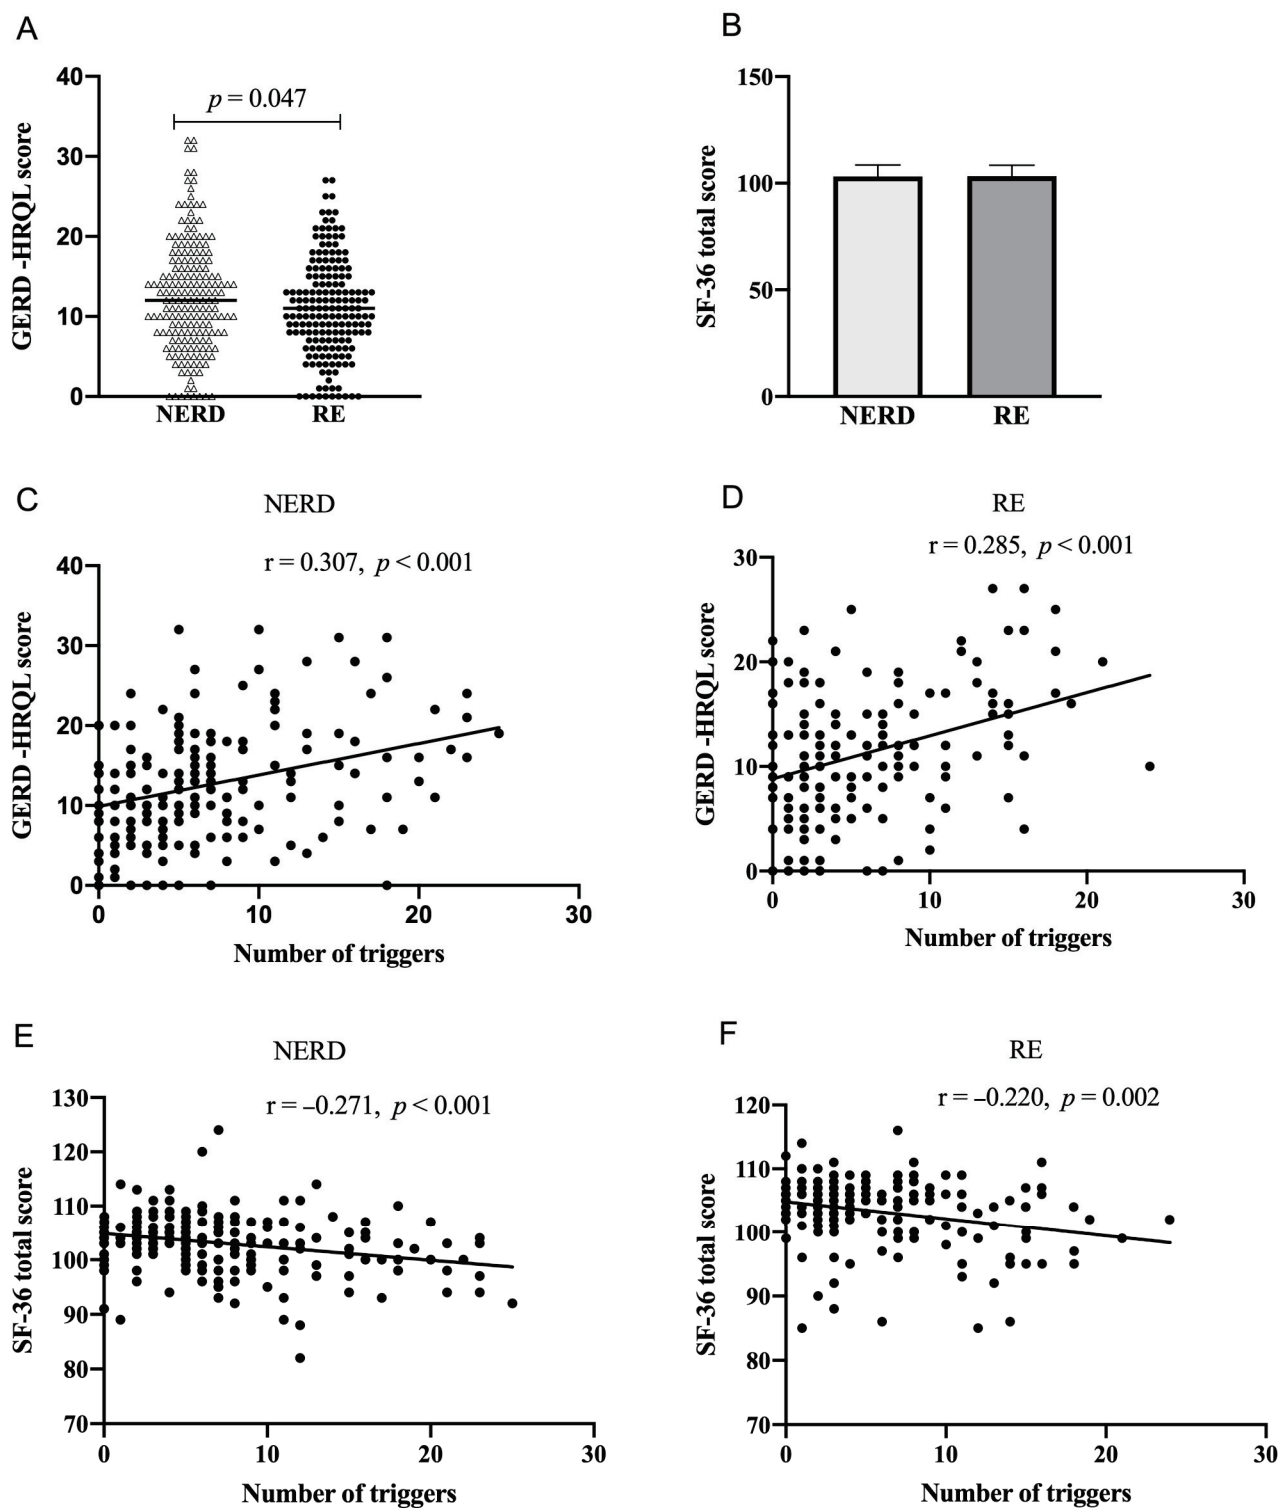 A
GERD -HRQL score
40
30
20
10
0
p = 0.047
NERD
RE
B
SF-36 total score
150
100
50
0
NERD
RE
C
NERD
r = 0.307, p < 0.001
GERD -HRQL score
40
30
20
10
0
0
10
20
30
Number of triggers
D
RE
r = 0.285, p < 0.001
GERD -HRQL score
30
20
10
0
0
10
20
30
Number of triggers
E
NERD
r = –0.271, p < 0.001
SF-36 total score
130
120
110
100
90
80
70
0
10
20
30
Number of triggers
F
RE
r = –0.220, p = 0.002
SF-36 total score
120
110
100
90
80
70
0
10
20
30
Number of triggers